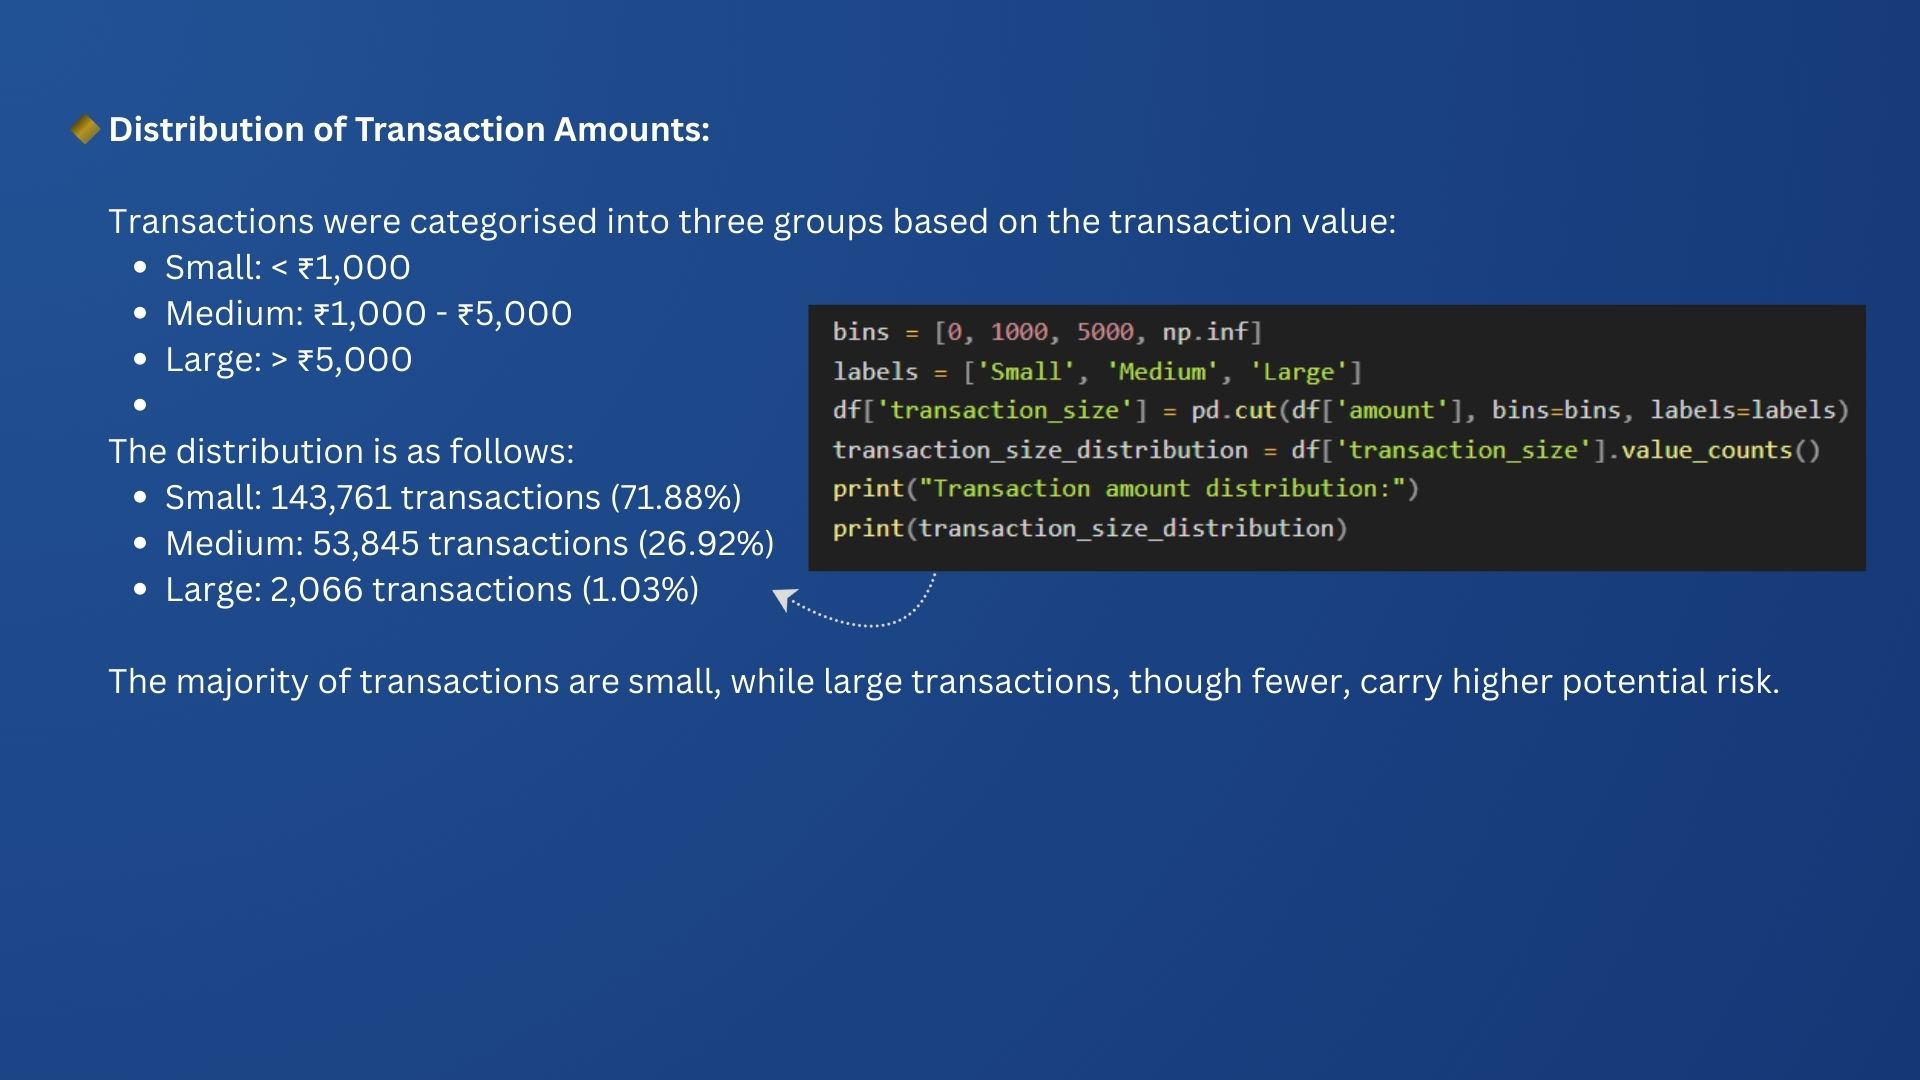 Distribution of Transaction Amounts:
Transactions were categorised into three groups based on the transaction value:
Small: < ₹1,000
Medium: ₹1,000 - ₹5,000
Large: > ₹5,000
The distribution is as follows:
Small: 143,761 transactions (71.88%)
Medium: 53,845 transactions (26.92%)
Large: 2,066 transactions (1.03%)
bins = [0, 1000, 5000, np.inf]
labels = ['Small', 'Medium', 'Large']
df['transaction_size'] = pd.cut(df['amount'], bins=bins, labels=labels)
transaction_size_distribution = df['transaction_size'].value_counts()
print("Transaction amount distribution:")
print(transaction_size_distribution)
The majority of transactions are small, while large transactions, though fewer, carry higher potential risk.